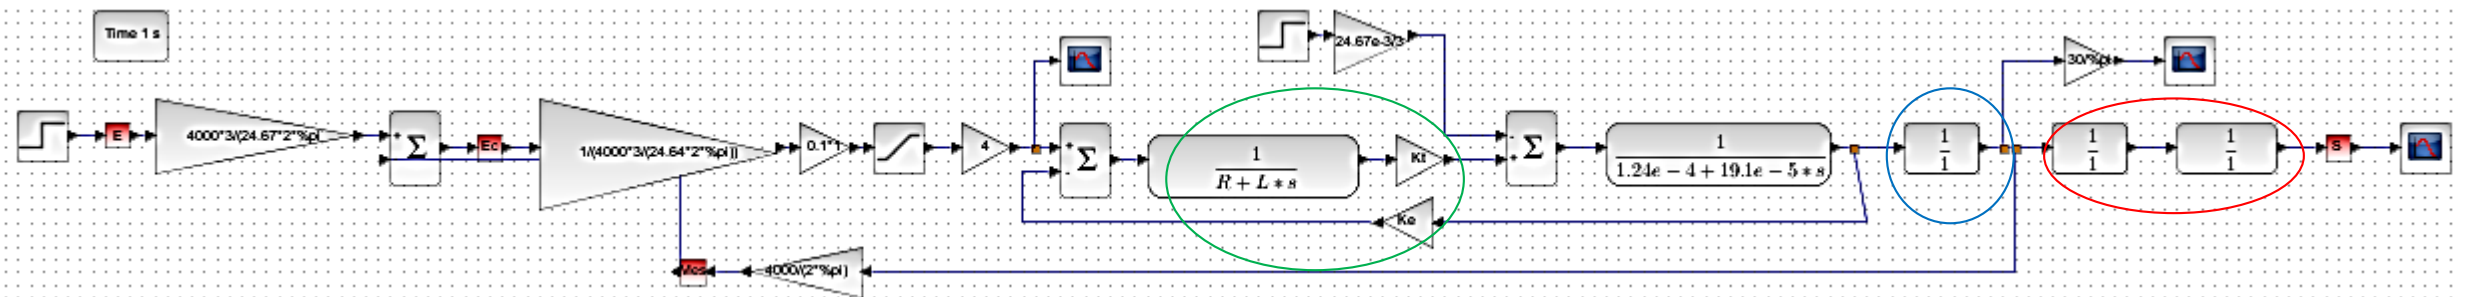 Time 1 s
24.67e-3/3
30/%pi
E
4000*3/(24.67*2*%pi
+
Σ
Ec
1/(4000*3/(24.64*2*%pi))
0.1*1
4
+
-
Σ
1
R + L * s
Kt
-
+
Σ
1
1.24e - 4 + 19.1e - 5 * s
1
1
1
1
1
1
S
Ke
Mes
4000/(2*%pi)